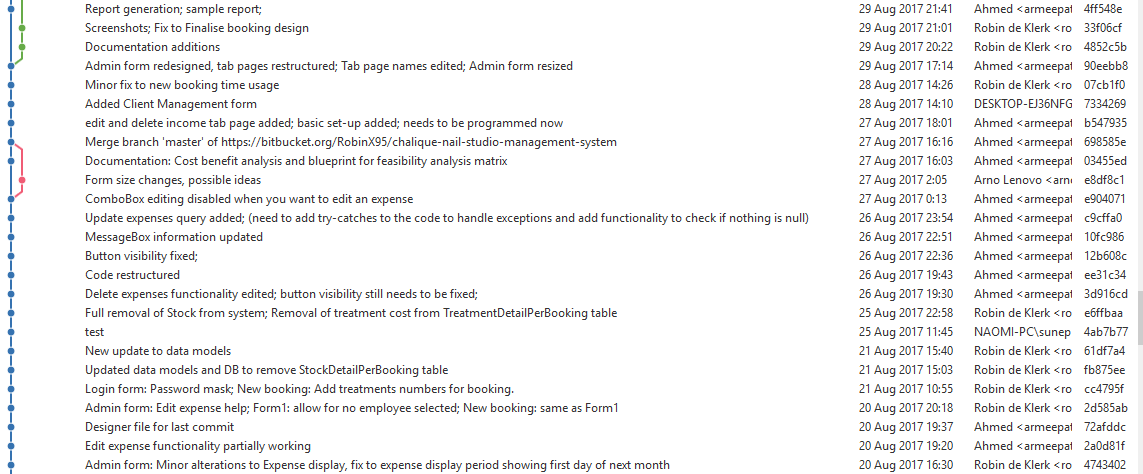 Report generation; sample report; 29 Aug 2017 21:41 Ahmed <armeepat 4ff548e
Screenshots; Fix to Finalise booking design 29 Aug 2017 21:01 Robin de Klerk <ro 33f06cf
Documentation additions 29 Aug 2017 20:22 Robin de Klerk <ro 4852c5b
Admin form redesigned, tab pages restructured; Tab page names edited; Admin form resized 29 Aug 2017 17:14 Ahmed <armeepat 90eebb8
Minor fix to new booking time usage 28 Aug 2017 14:26 Robin de Klerk <ro 07cb1f0
Added Client Management form 28 Aug 2017 14:10 DESKTOP-EJ36NFG 7334269
edit and delete income tab page added; basic set-up added; needs to be programmed now 27 Aug 2017 18:01 Ahmed <armeepat b547935
Merge branch 'master' of https://bitbucket.org/RobinX95/chalique-nail-studio-management-system 27 Aug 2017 16:16 Robin de Klerk <ro 698585e
Documentation: Cost benefit analysis and blueprint for feasibility analysis matrix 27 Aug 2017 16:03 Robin de Klerk <ro 03455ed
Form size changes, possible ideas 27 Aug 2017 2:05 Arno Lenovo <arn e8df8c1
ComboBox editing disabled when you want to edit an expense 27 Aug 2017 0:13 Ahmed <armeepat e904071
Update expenses query added; (need to add try-catches to the code to handle exceptions and add functionality to check if nothing is null) 26 Aug 2017 23:54 Ahmed <armeepat c9cffa0
MessageBox information updated 26 Aug 2017 22:51 Ahmed <armeepat 10fc986
Button visibility fixed; 26 Aug 2017 22:36 Ahmed <armeepat 12b608c
Code restructured 26 Aug 2017 19:43 Ahmed <armeepat ee31c34
Delete expenses functionality edited; button visibility still needs to be fixed; 26 Aug 2017 19:30 Ahmed <armeepat 3d916cd
Full removal of Stock from system; Removal of treatment cost from TreatmentDetailPerBooking table 25 Aug 2017 22:58 Robin de Klerk <ro e6ffbaa
test 25 Aug 2017 11:45 NAOMI-PC\sunep 4ab7b77
New update to data models 21 Aug 2017 15:40 Robin de Klerk <ro 61df7a4
Updated data models and DB to remove StockDetailPerBooking table 21 Aug 2017 15:03 Robin de Klerk <ro fb875ee
Login form: Password mask; New booking: Add treatments numbers for booking. 21 Aug 2017 10:55 Robin de Klerk <ro cc4795f
Admin form: Edit expense help; Form1: allow for no employee selected; New booking: same as Form1 20 Aug 2017 20:18 Robin de Klerk <ro 2d585ab
Designer file for last commit 20 Aug 2017 19:37 Ahmed <armeepat 72afddc
Edit expense functionality partially working 20 Aug 2017 19:20 Ahmed <armeepat 2a0d81f
Admin form: Minor alterations to Expense display, fix to expense display period showing first day of next month 20 Aug 2017 16:30 Robin de Klerk <ro 4743402